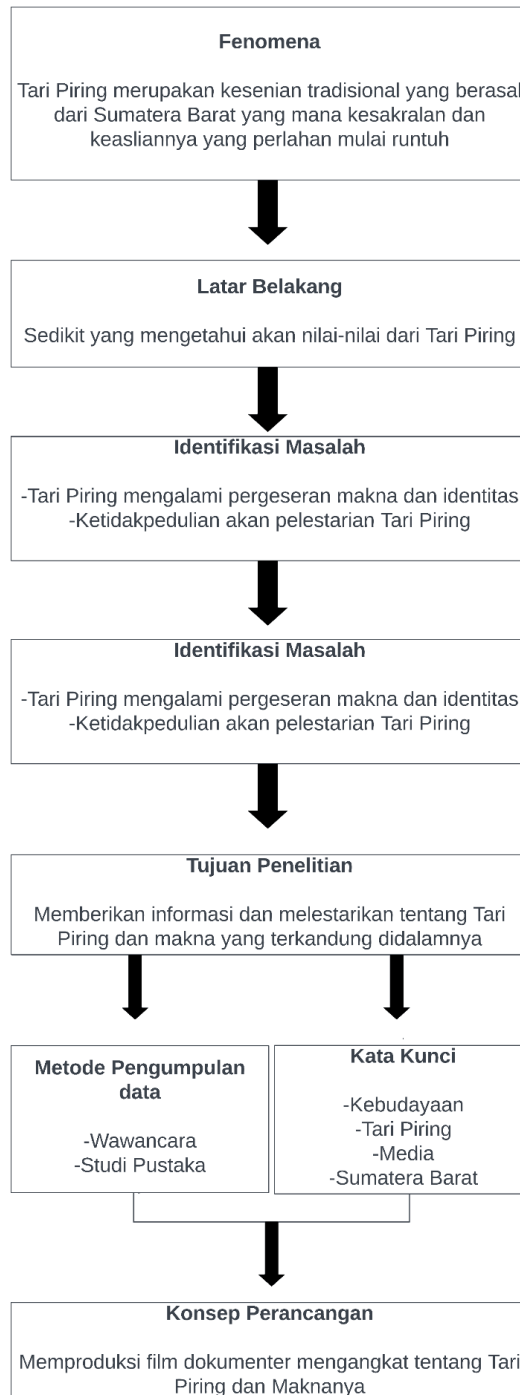 Fenomena
Tari Piring merupakan kesenian tradisional yang berasal
dari Sumatera Barat yang mana kesakralan dan
keasliannya yang perlahan mulai runtuh
Latar Belakang
Sedikit yang mengetahui akan nilai-nilai dari Tari Piring
Identifikasi Masalah
-Tari Piring mengalami pergeseran makna dan identitas
-Ketidakpedulian akan pelestarian Tari Piring
Identifikasi Masalah
-Tari Piring mengalami pergeseran makna dan identitas
-Ketidakpedulian akan pelestarian Tari Piring
Tujuan Penelitian
Memberikan informasi dan melestarikan tentang Tari
Piring dan makna yang terkandung didalamnya
Metode Pengumpulan
data
-Wawancara
-Studi Pustaka
Kata Kunci
-Kebudayaan
-Tari Piring
-Media
-Sumatera Barat
Konsep Perancangan
Memproduksi film dokumenter mengangkat tentang Tari
Piring dan Maknanya